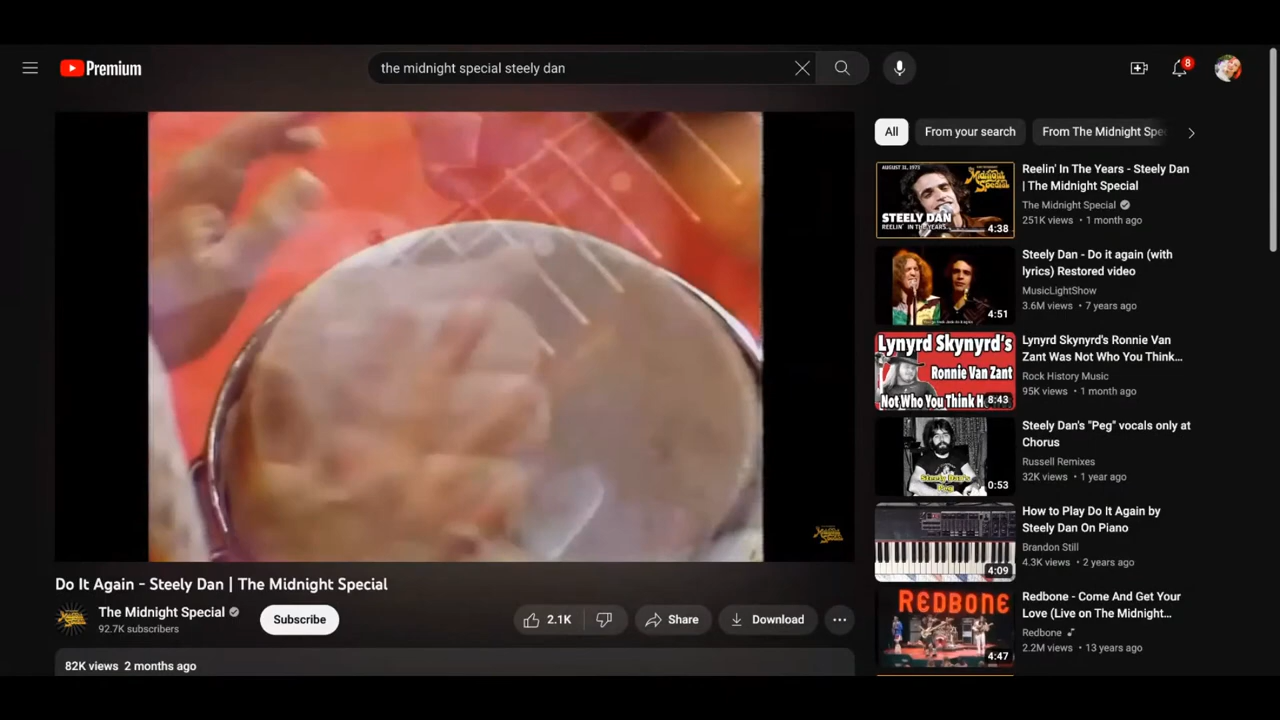 Premium
the midnight special steely dan
8
All
From your search
From The Midnight Spe
AUGUST 31, 1973
Midnight Special
STEELY DAN
REELIN' IN THE YEARS
4:38
Reelin' In The Years - Steely Dan
| The Midnight Special
The Midnight Special
251K views • 1 month ago
4:51
Steely Dan - Do it again (with
lyrics) Restored video
MusicLightShow
3.6M views • 7 years ago
Lynyrd Skynyrd's
Ronnie Van Zant
Not Who You Think H
8:43
Lynyrd Skynyrd's Ronnie Van
Zant Was Not Who You Think...
Rock History Music
95K views • 1 month ago
Steely Dan's
Peg
0:53
Steely Dan's "Peg" vocals only at
Chorus
Russell Remixes
32K views • 1 year ago
4:09
How to Play Do It Again by
Steely Dan On Piano
Brandon Still
4.3K views • 2 years ago
REDBONE
4:47
Redbone - Come And Get Your
Love (Live on The Midnight...
Redbone
2.2M views • 13 years ago
Do It Again - Steely Dan | The Midnight Special
The Midnight Special
92.7K subscribers
Subscribe
2.1K
Share
Download
82K views 2 months ago